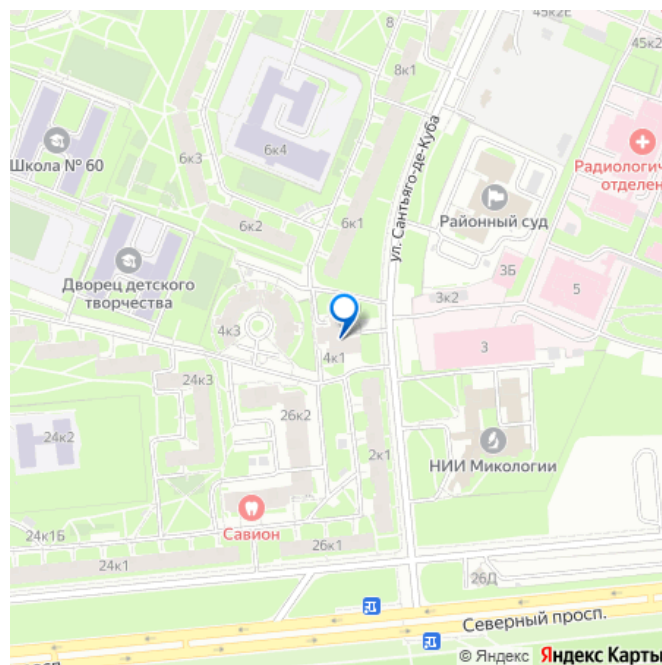 45к2Е
8
45к2
8к1
ул. Сантьяго-де-Куба
Школа № 60
6к3
6к4
Радиологич
отделен
Районный суд
6к2
6к1
Дворец детского
творчества
3Б
5
3к2
4к3
4к1
3
24к3
26к2
24к2
2к1
НИИ Микологии
Савион
24к1Б
26к1
24к1
26Д
Северный просп.
просп.
© Яндекс Яндекс Карты